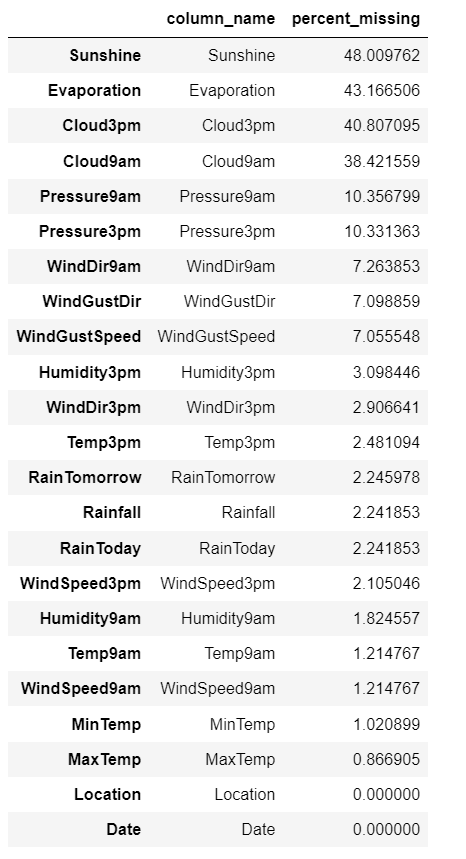 column_name percent_missing
Sunshine Sunshine 48.009762
Evaporation Evaporation 43.166506
Cloud3pm Cloud3pm 40.807095
Cloud9am Cloud9am 38.421559
Pressure9am Pressure9am 10.356799
Pressure3pm Pressure3pm 10.331363
WindDir9am WindDir9am 7.263853
WindGustDir WindGustDir 7.098859
WindGustSpeed WindGustSpeed 7.055548
Humidity3pm Humidity3pm 3.098446
WindDir3pm WindDir3pm 2.906641
Temp3pm Temp3pm 2.481094
RainTomorrow RainTomorrow 2.245978
Rainfall Rainfall 2.241853
RainToday RainToday 2.241853
WindSpeed3pm WindSpeed3pm 2.105046
Humidity9am Humidity9am 1.824557
Temp9am Temp9am 1.214767
WindSpeed9am WindSpeed9am 1.214767
MinTemp MinTemp 1.020899
MaxTemp MaxTemp 0.866905
Location Location 0.000000
Date Date 0.000000